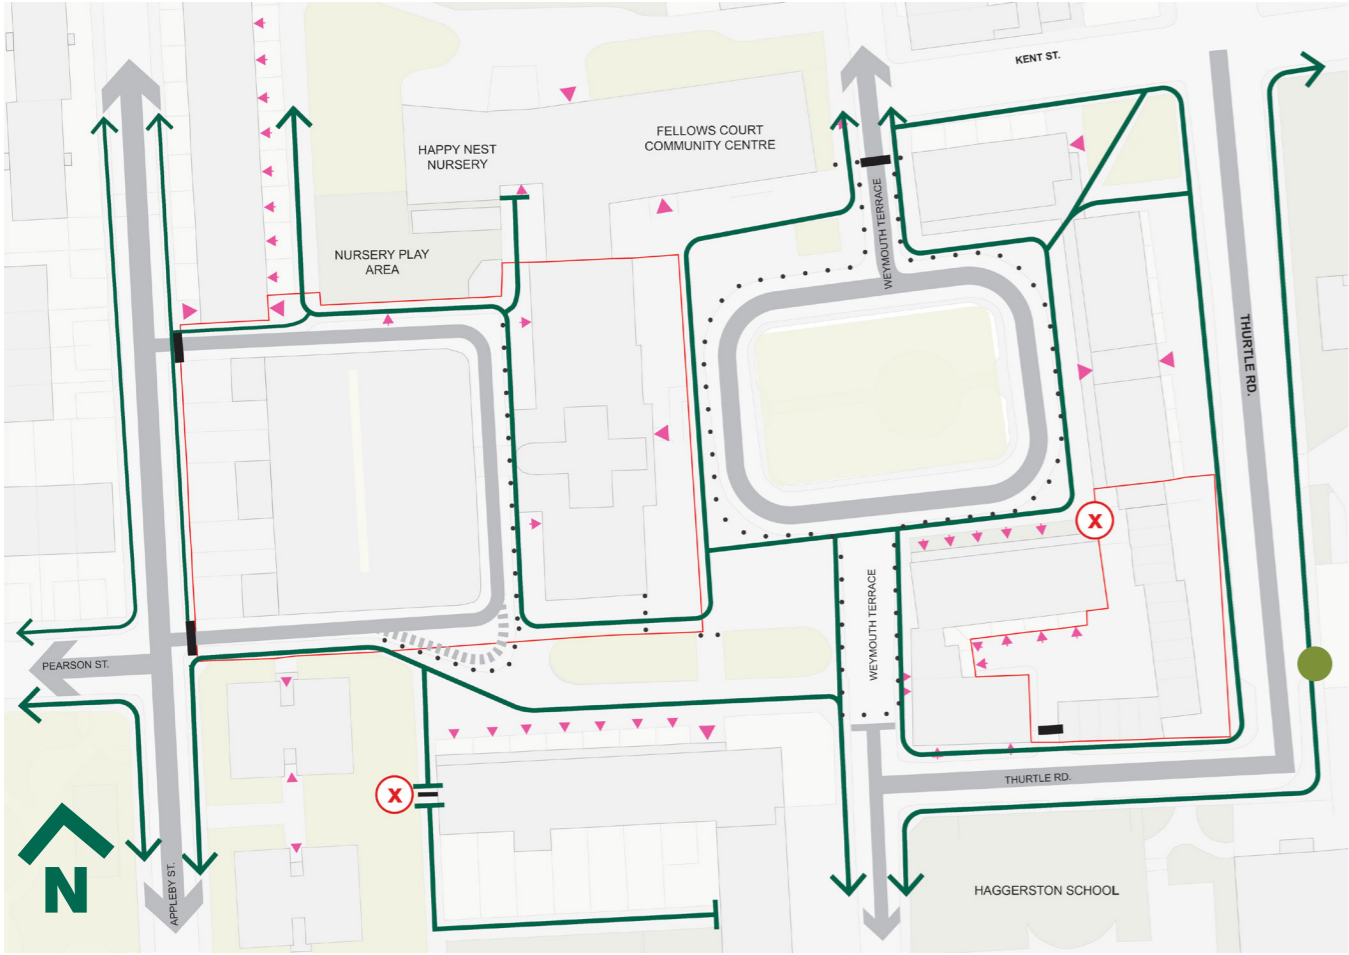 KENT ST.
FELLOWS COURT
COMMUNITY CENTRE
HAPPY NEST
NURSERY
WEYMOUTH TERRACE
NURSERY PLAY
AREA
THURTLE RD.
X
WEYMOUTH TERRACE
PEARSON ST.
THURTLE RD.
X
APPLEBY ST.
N
HAGGERSTON SCHOOL